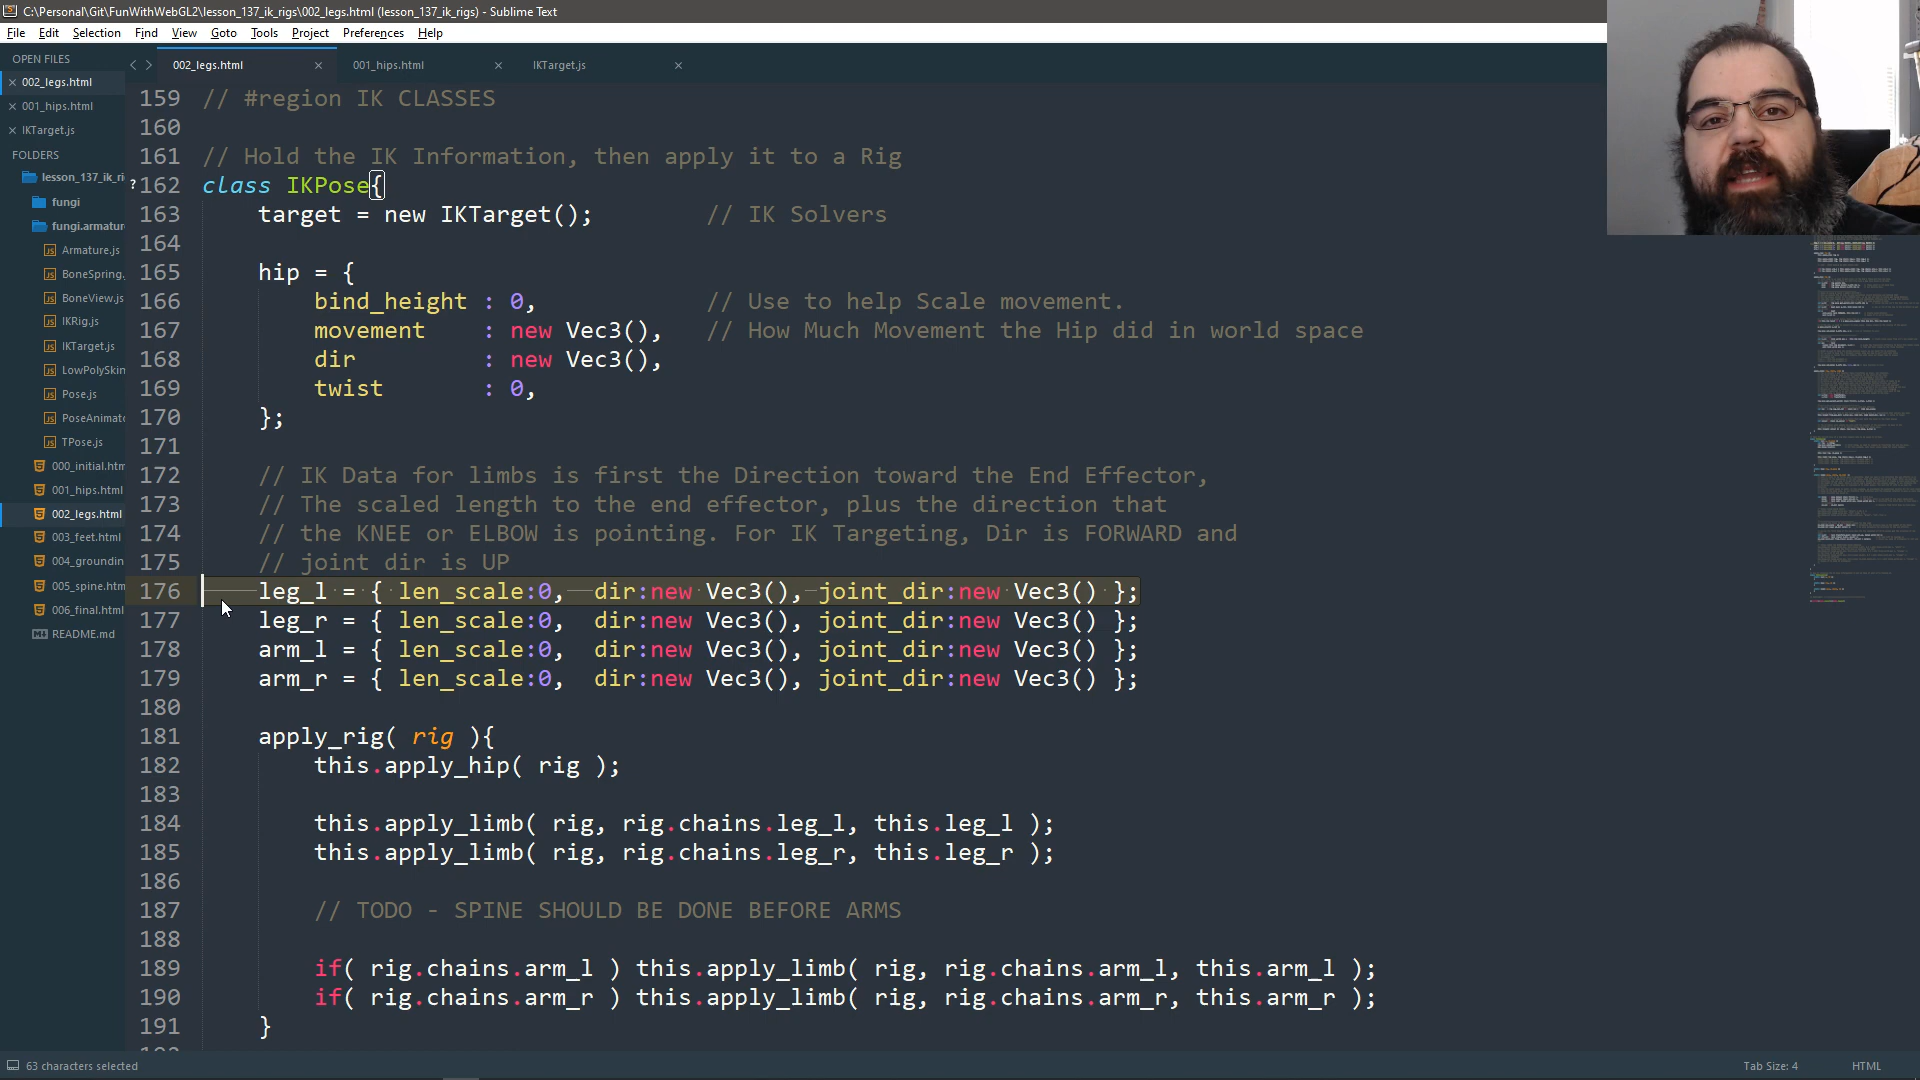 C:\Personal\Git\FunWithWebGL2\lesson_137_ik_rigs\002_legs.html (lesson_137_ik_rigs) - Sublime Text
File Edit Selection Find View Goto Tools Project Preferences Help
OPEN FILES
002_legs.html
001_hips.html
IKTarget.js
FOLDERS
lesson_137_ik_ri
fungi
fungi.armatur
Armature.js
BoneSpring.
BoneView.js
IKRig.js
IKTarget.js
LowPolySkin
Pose.js
PoseAnimato
TPose.js
000_initial.htm
001_hips.html
002_legs.html
003_feet.html
004_groundin
005_spine.htm
006_final.html
README.md
002_legs.html 001_hips.html IKTarget.js
159 // #region IK CLASSES
160
161 // Hold the IK Information, then apply it to a Rig
? 162 class IKPose{
163 target = new IKTarget(); // IK Solvers
164
165 hip = {
166 bind_height : 0, // Use to help Scale movement.
167 movement : new Vec3(), // How Much Movement the Hip did in world space
168 dir : new Vec3(),
169 twist : 0,
170 };
171
172 // IK Data for limbs is first the Direction toward the End Effector,
173 // The scaled length to the end effector, plus the direction that
174 // the KNEE or ELBOW is pointing. For IK Targeting, Dir is FORWARD and
175 // joint dir is UP
176 leg_l = { len_scale:0, dir:new Vec3(), joint_dir:new Vec3() };
177 leg_r = { len_scale:0, dir:new Vec3(), joint_dir:new Vec3() };
178 arm_l = { len_scale:0, dir:new Vec3(), joint_dir:new Vec3() };
179 arm_r = { len_scale:0, dir:new Vec3(), joint_dir:new Vec3() };
180
181 apply_rig( rig ){
182 this.apply_hip( rig );
183
184 this.apply_limb( rig, rig.chains.leg_l, this.leg_l );
185 this.apply_limb( rig, rig.chains.leg_r, this.leg_r );
186
187 // TODO - SPINE SHOULD BE DONE BEFORE ARMS
188
189 if( rig.chains.arm_l ) this.apply_limb( rig, rig.chains.arm_l, this.arm_l );
190 if( rig.chains.arm_r ) this.apply_limb( rig, rig.chains.arm_r, this.arm_r );
191 }
63 characters selected
Tab Size: 4 HTML